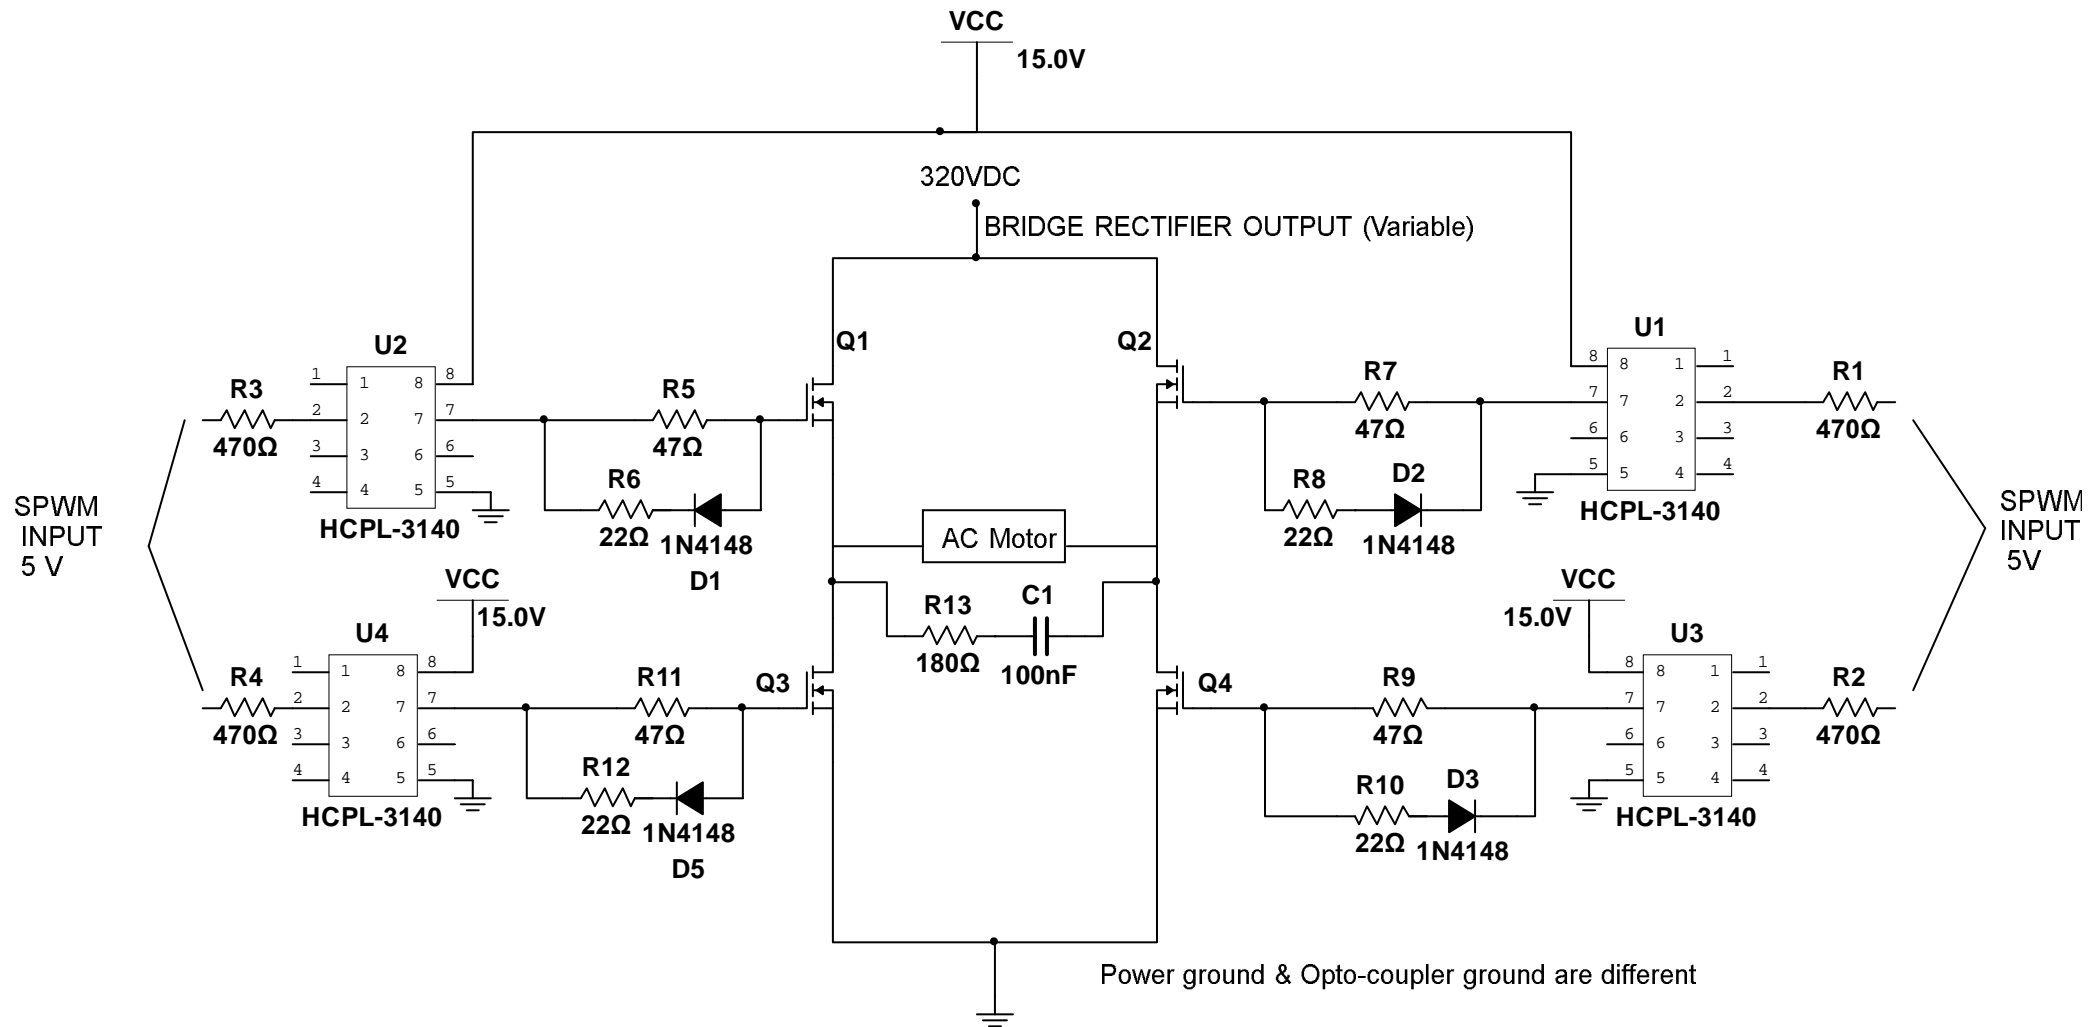 VCC
15.0V
320VDC
BRIDGE RECTIFIER OUTPUT (Variable)
U2
R3
470Ω
1 1 8 8
2 2 7 7
3 3 6 6
4 4 5 5
HCPL-3140
R5
47Ω
R6
22Ω
1N4148
D1
Q1
Q2
R7
47Ω
R8
22Ω
D2
1N4148
U1
8 8 1 1
7 7 2 2
6 6 3 3
5 5 4 4
HCPL-3140
R1
470Ω
SPWM
INPUT
5 V
SPWM
INPUT
5V
AC Motor
R13
180Ω
C1
100nF
VCC
15.0V
U4
R4
470Ω
1 1 8 8
2 2 7 7
3 3 6 6
4 4 5 5
HCPL-3140
R11
47Ω
R12
22Ω
1N4148
D5
Q3
Q4
R9
47Ω
R10
22Ω
D3
1N4148
VCC
15.0V
U3
8 8 1 1
7 7 2 2
6 6 3 3
5 5 4 4
HCPL-3140
R2
470Ω
Power ground & Opto-coupler ground are different